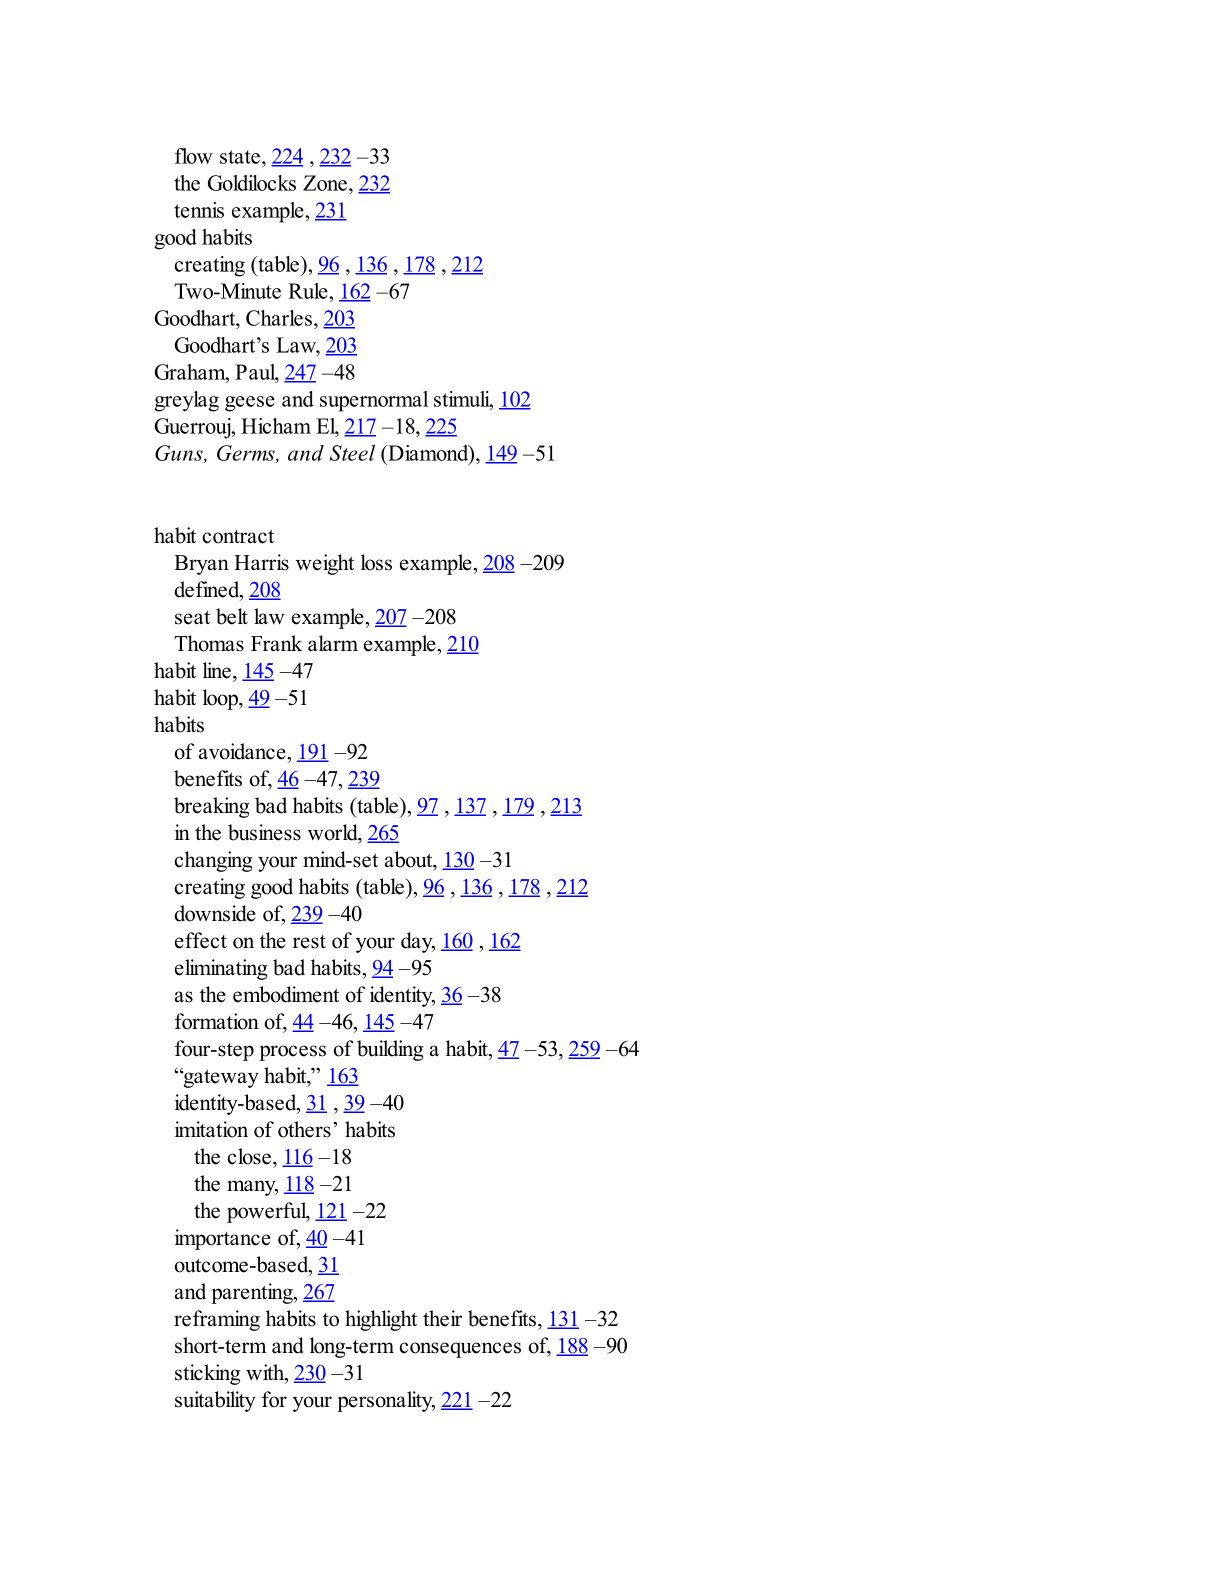 flow state, 224 , 232 –33
the Goldilocks Zone, 232
tennis example, 231
good habits
creating (table), 96 , 136 , 178 , 212
Two-Minute Rule, 162 –67
Goodhart, Charles, 203
Goodhart’s Law, 203
Graham, Paul, 247 –48
greylag geese and supernormal stimuli, 102
Guerrouj, Hicham El, 217 –18, 225
Guns, Germs, and Steel (Diamond), 149 –51
habit contract
Bryan Harris weight loss example, 208 –209
defined, 208
seat belt law example, 207 –208
Thomas Frank alarm example, 210
habit line, 145 –47
habit loop, 49 –51
habits
of avoidance, 191 –92
benefits of, 46 –47, 239
breaking bad habits (table), 97 , 137 , 179 , 213
in the business world, 265
changing your mind-set about, 130 –31
creating good habits (table), 96 , 136 , 178 , 212
downside of, 239 –40
effect on the rest of your day, 160 , 162
eliminating bad habits, 94 –95
as the embodiment of identity, 36 –38
formation of, 44 –46, 145 –47
four-step process of building a habit, 47 –53, 259 –64
“gateway habit,” 163
identity-based, 31 , 39 –40
imitation of others’ habits
the close, 116 –18
the many, 118 –21
the powerful, 121 –22
importance of, 40 –41
outcome-based, 31
and parenting, 267
reframing habits to highlight their benefits, 131 –32
short-term and long-term consequences of, 188 –90
sticking with, 230 –31
suitability for your personality, 221 –22